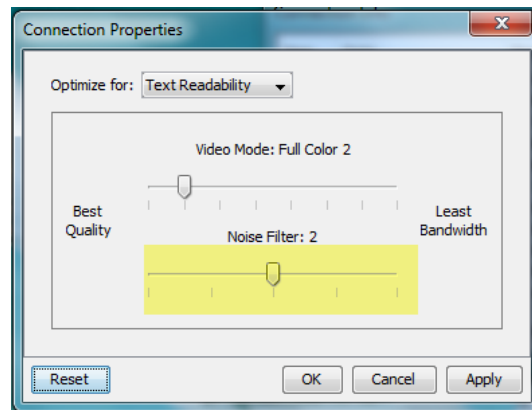 Connection Properties
Optimize for: Text Readability
Video Mode: Full Color 2
Best
Quality
Least
Bandwidth
Noise Filter: 2
Reset
OK
Cancel
Apply